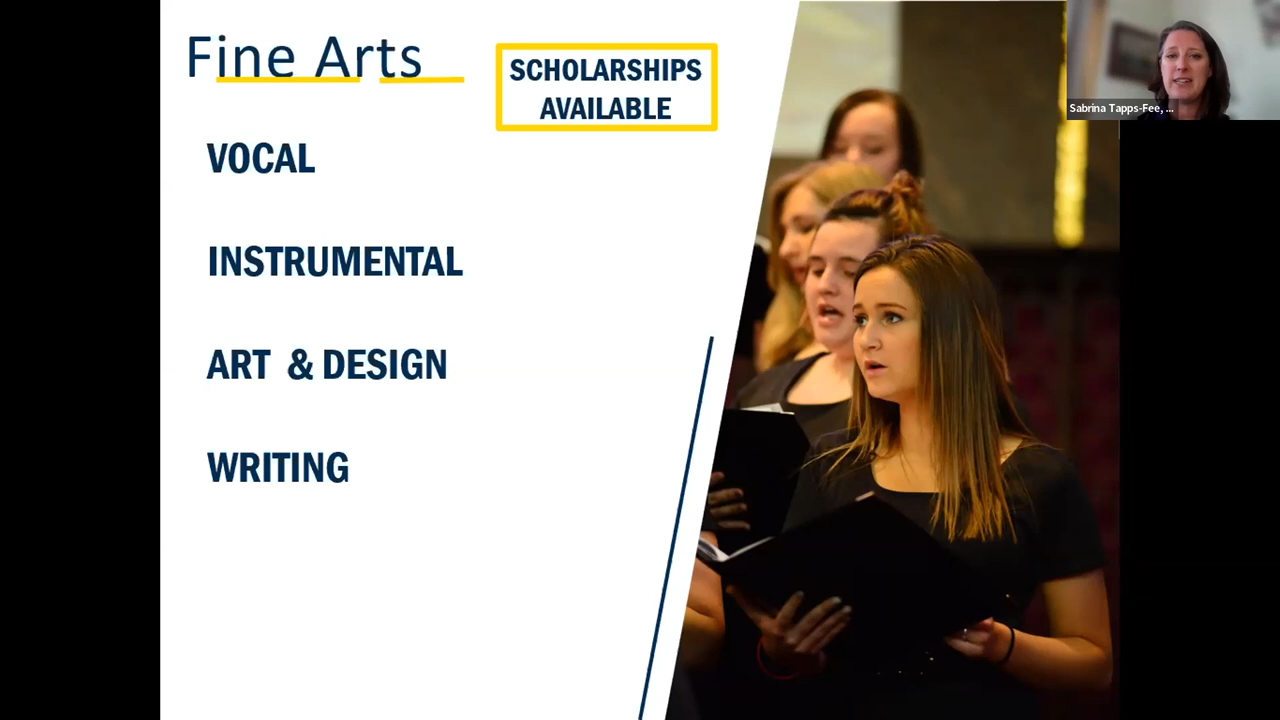 Fine Arts
SCHOLARSHIPS
AVAILABLE
VOCAL
INSTRUMENTAL
ART & DESIGN
WRITING
Sabrina Tapps-Fee, ...